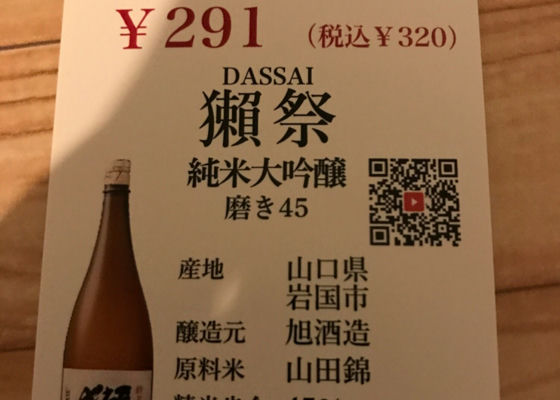 ¥291 (税込¥320)
DASSAI
獺祭
純米大吟醸
磨き45
産地 山口県
岩国市
醸造元 旭酒造
原料米 山田錦